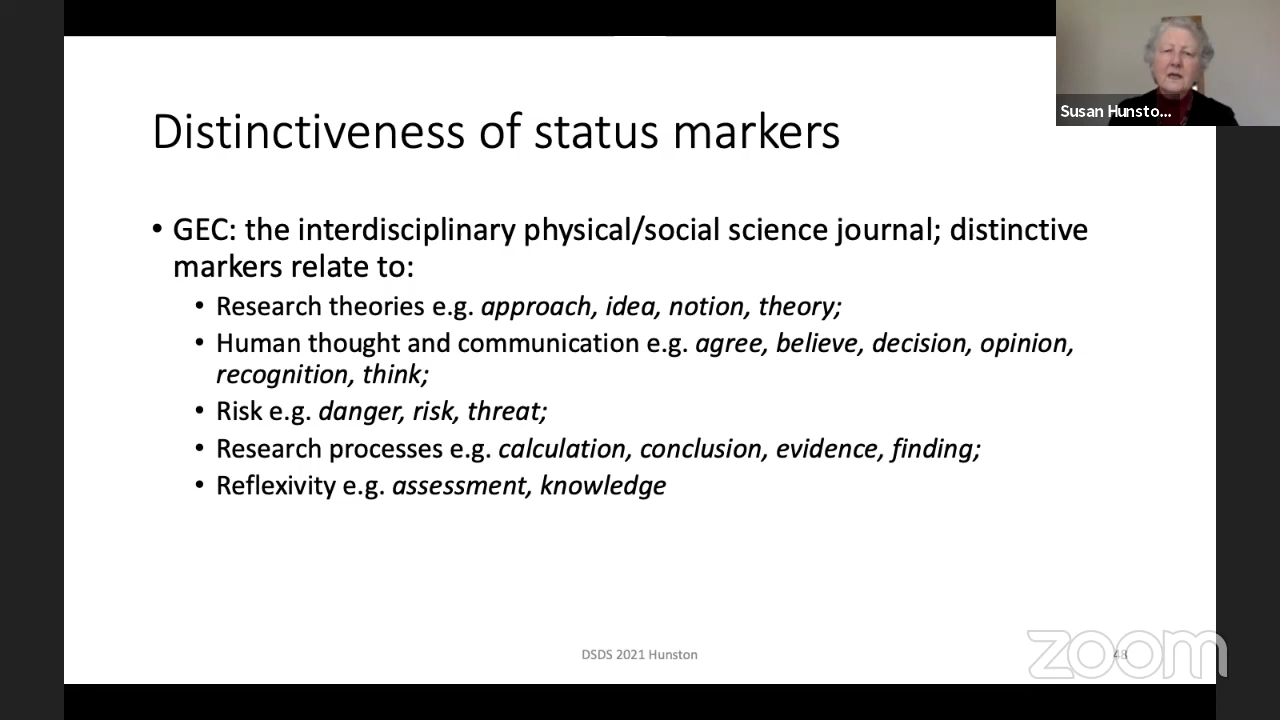 Susan Hunsto...
Distinctiveness of status markers
• GEC: the interdisciplinary physical/social science journal; distinctive
markers relate to:
• Research theories e.g. approach, idea, notion, theory;
• Human thought and communication e.g. agree, believe, decision, opinion,
recognition, think;
• Risk e.g. danger, risk, threat;
• Research processes e.g. calculation, conclusion, evidence, finding;
• Reflexivity e.g. assessment, knowledge
DSDS 2021 Hunston
48
zoom